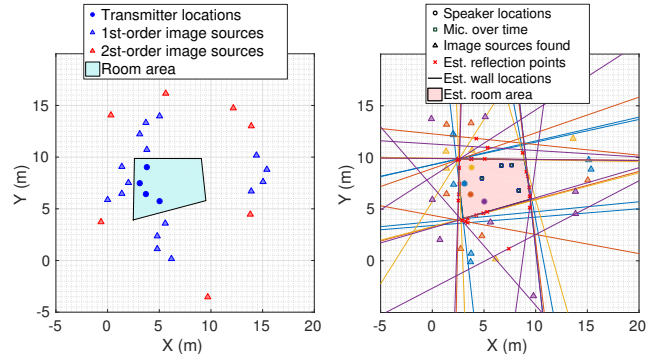 Transmitter locations
1st-order image sources
2st-order image sources
Room area
15
10
5
0
-5
Y (m)
-5 0 5 10 15 20
X (m)
Speaker locations
Mic. over time
Image sources found
Est. reflection points
Est. wall locations
Est. room area
15
10
5
0
-5
Y (m)
-5 0 5 10 15 20
X (m)